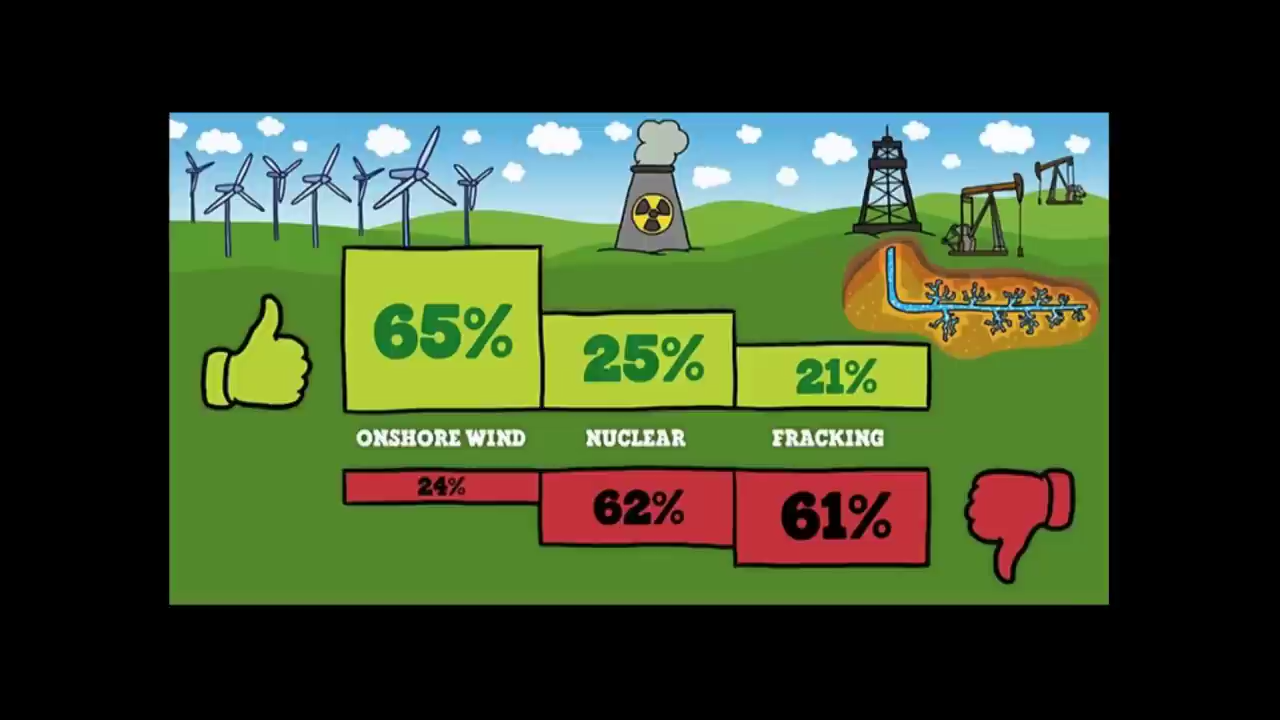 65%
25%
21%
ONSHORE WIND
NUCLEAR
FRACKING
24%
62%
61%